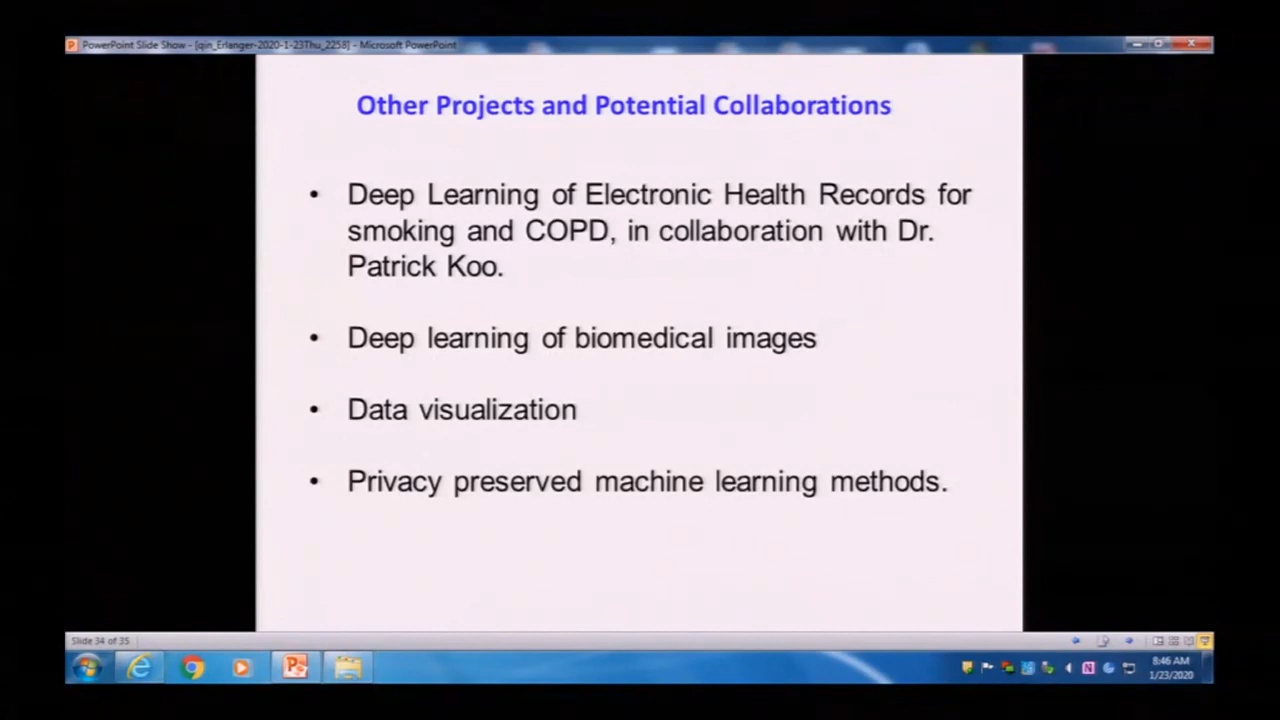 PowerPoint Slide Show - [qin_Erlanger-2020-1-23Thu_2258] - Microsoft PowerPoint
Other Projects and Potential Collaborations
• Deep Learning of Electronic Health Records for
smoking and COPD, in collaboration with Dr.
Patrick Koo.
• Deep learning of biomedical images
• Data visualization
• Privacy preserved machine learning methods.
Slide 34 of 35
8:46 AM
1/23/2020